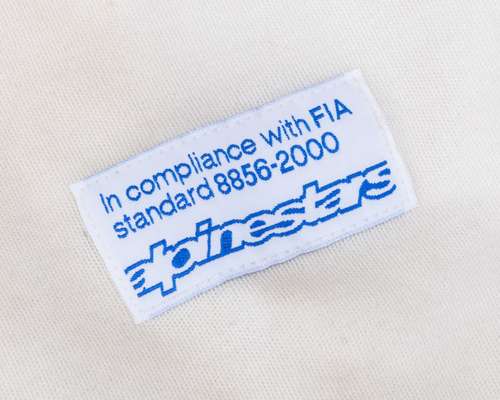 In compliance with FIA
standard 8856-2000
alpinestars